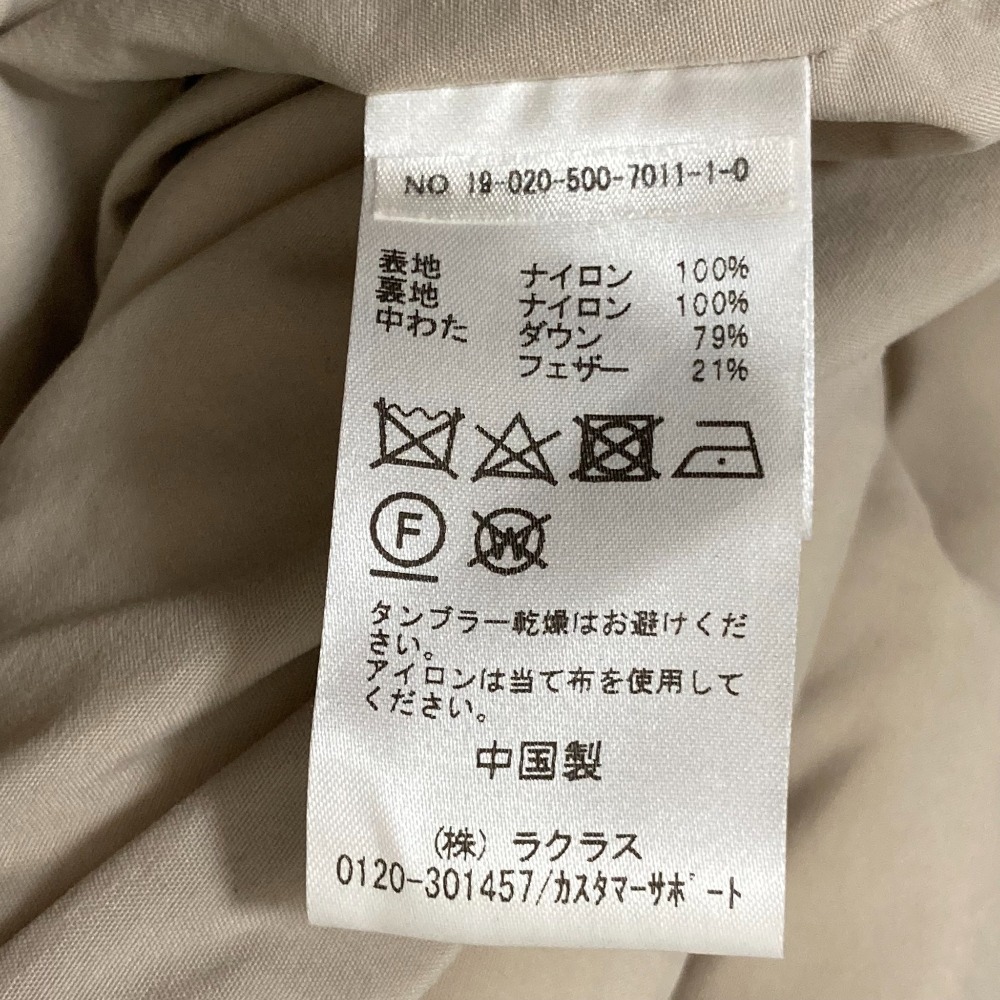 NO 19-020-500-7011-1-0
表地 ナイロン 100%
裏地 ナイロン 100%
中わた ダウン 79%
フェザー 21%
F W
タンブラー乾燥はお避けくだ
さい。
アイロンは当て布を使用して
ください。
中国製
(株) ラクラス
0120-301457/カスタマーサポート